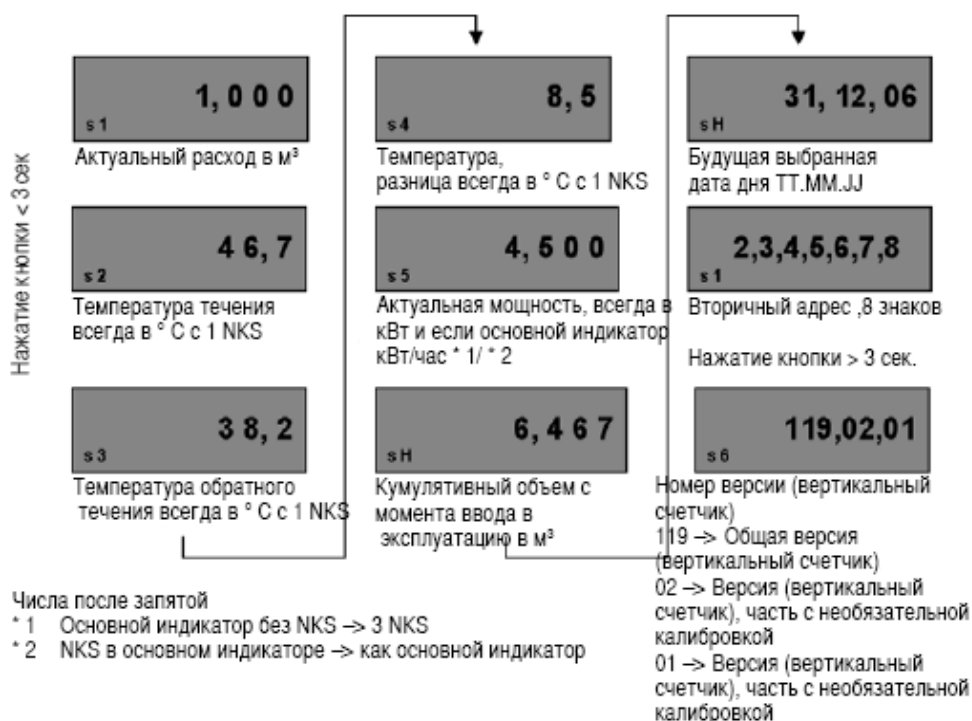 Нажатие кнопки < 3 сек
1,000
s1
Актуальный расход в м³
46,7
s2
Температура течения
всегда в ° C с 1 NKS
38,2
s3
Температура обратного
течения всегда в ° C с 1 NKS
8,5
s4
Температура,
разница всегда в ° C с 1 NKS
4,500
s5
Актуальная мощность, всегда в
кВт и если основной индикатор
кВт/час * 1/ * 2
6,467
sH
Кумулятивный объем с
момента ввода в
эксплуатацию в м³
31,12,06
sH
Будущая выбранная
дата дня TT.MM.JJ
2,3,4,5,6,7,8
s1
Вторичный адрес ,8 знаков
Нажатие кнопки > 3 сек.
119,02,01
s6
Номер версии (вертикальный
счетчик)
119 –> Общая версия
(вертикальный счетчик)
02 –> Версия (вертикальный
счетчик), часть с необязательной
калибровкой
01 –> Версия (вертикальный
счетчик), часть с необязательной
калибровкой
Числа после запятой
* 1 Основной индикатор без NKS –> 3 NKS
* 2 NKS в основном индикаторе –> как основной индикатор